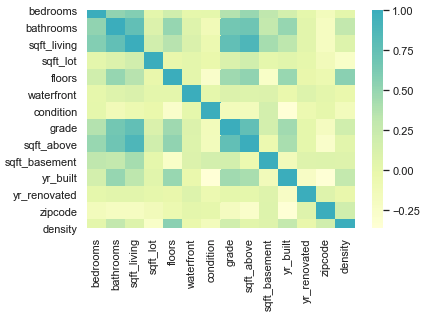 bedrooms
bathrooms
sqft_living
sqft_lot
floors
waterfront
condition
grade
sqft_above
sqft_basement
yr_built
yr_renovated
zipcode
density
bedrooms
bathrooms
sqft_living
sqft_lot
floors
waterfront
condition
grade
sqft_above
sqft_basement
yr_built
yr_renovated
zipcode
density
1.00
0.75
0.50
0.25
0.00
−0.25